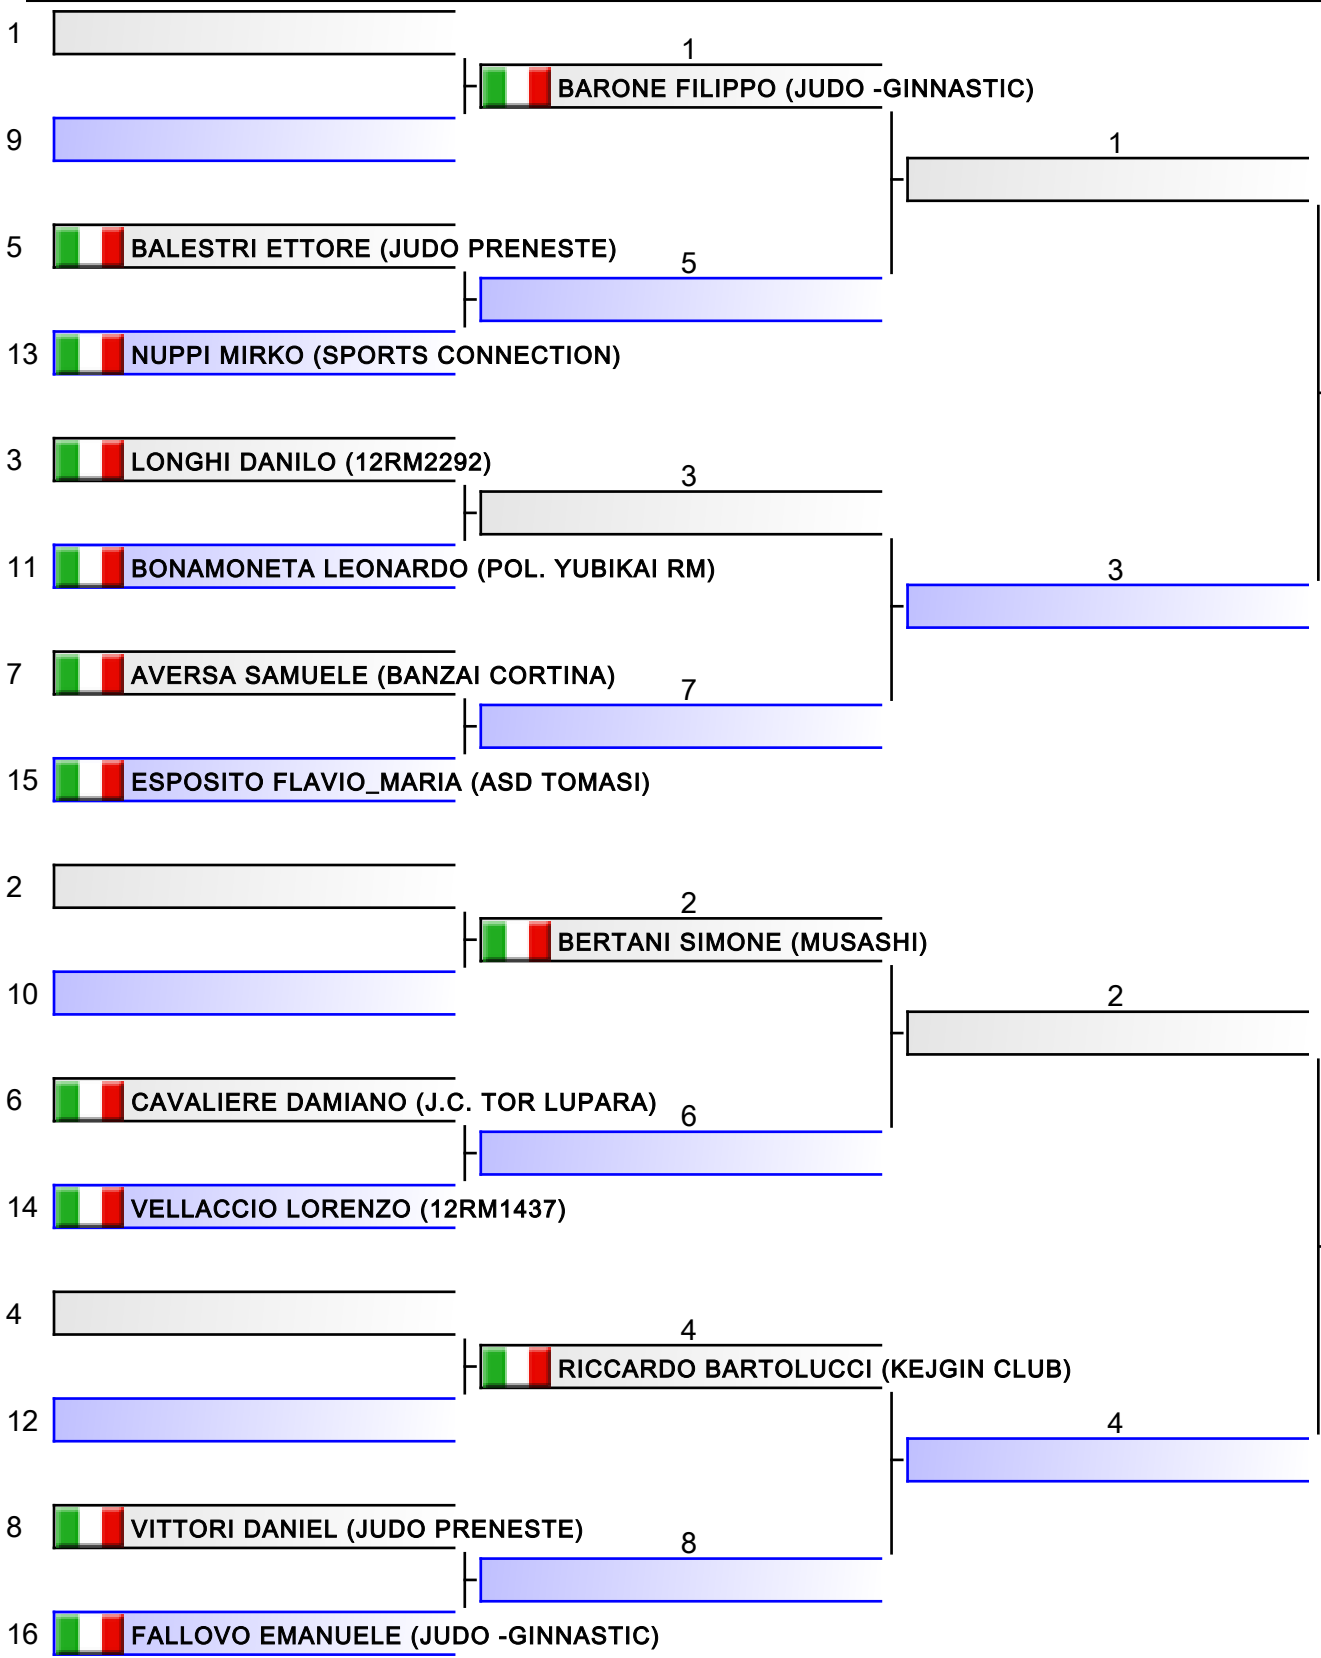 1
1
BARONE FILIPPO (JUDO -GINNASTIC)
9
1
5 BALESTRI ETTORE (JUDO PRENESTE)
5
13 NUPPI MIRKO (SPORTS CONNECTION)
3 LONGHI DANILO (12RM2292)
3
11 BONAMONETA LEONARDO (POL. YUBIKAI RM)
3
7 AVERSA SAMUELE (BANZAI CORTINA)
7
15 ESPOSITO FLAVIO_MARIA (ASD TOMASI)
2
2
BERTANI SIMONE (MUSASHI)
10
2
6 CAVALIERE DAMIANO (J.C. TOR LUPARA)
6
14 VELLACCIO LORENZO (12RM1437)
4
4
RICCARDO BARTOLUCCI (KEJGIN CLUB)
12
4
8 VITTORI DANIEL (JUDO PRENESTE)
8
16 FALLOVO EMANUELE (JUDO -GINNASTIC)